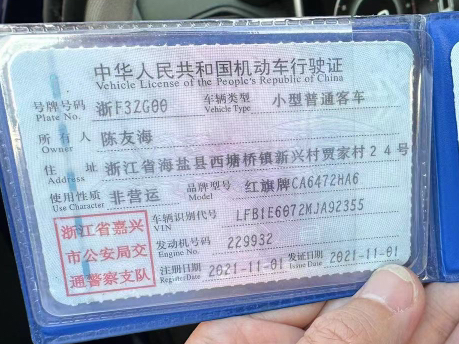 中华人民共和国机动车行驶证
Vehicle License of the People's Republic of China
号牌号码 浙F3ZG00 车辆类型 小型普通客车
Plate No. Vehicle Type
所有人 陈友海
Owner
住址 浙江省海盐县西塘桥镇新兴村贾家村24号
Address
使用性质 非营运 品牌型号 红旗牌CA6472HA6
Use Character Model
浙江省嘉兴
市公安局交
通警察支队
车辆识别代号 LFB1E6072MJA92355
VIN
发动机号码 229932
Engine No.
注册日期 2021-11-01 发证日期 2021-11-01
Register Date Issue Date